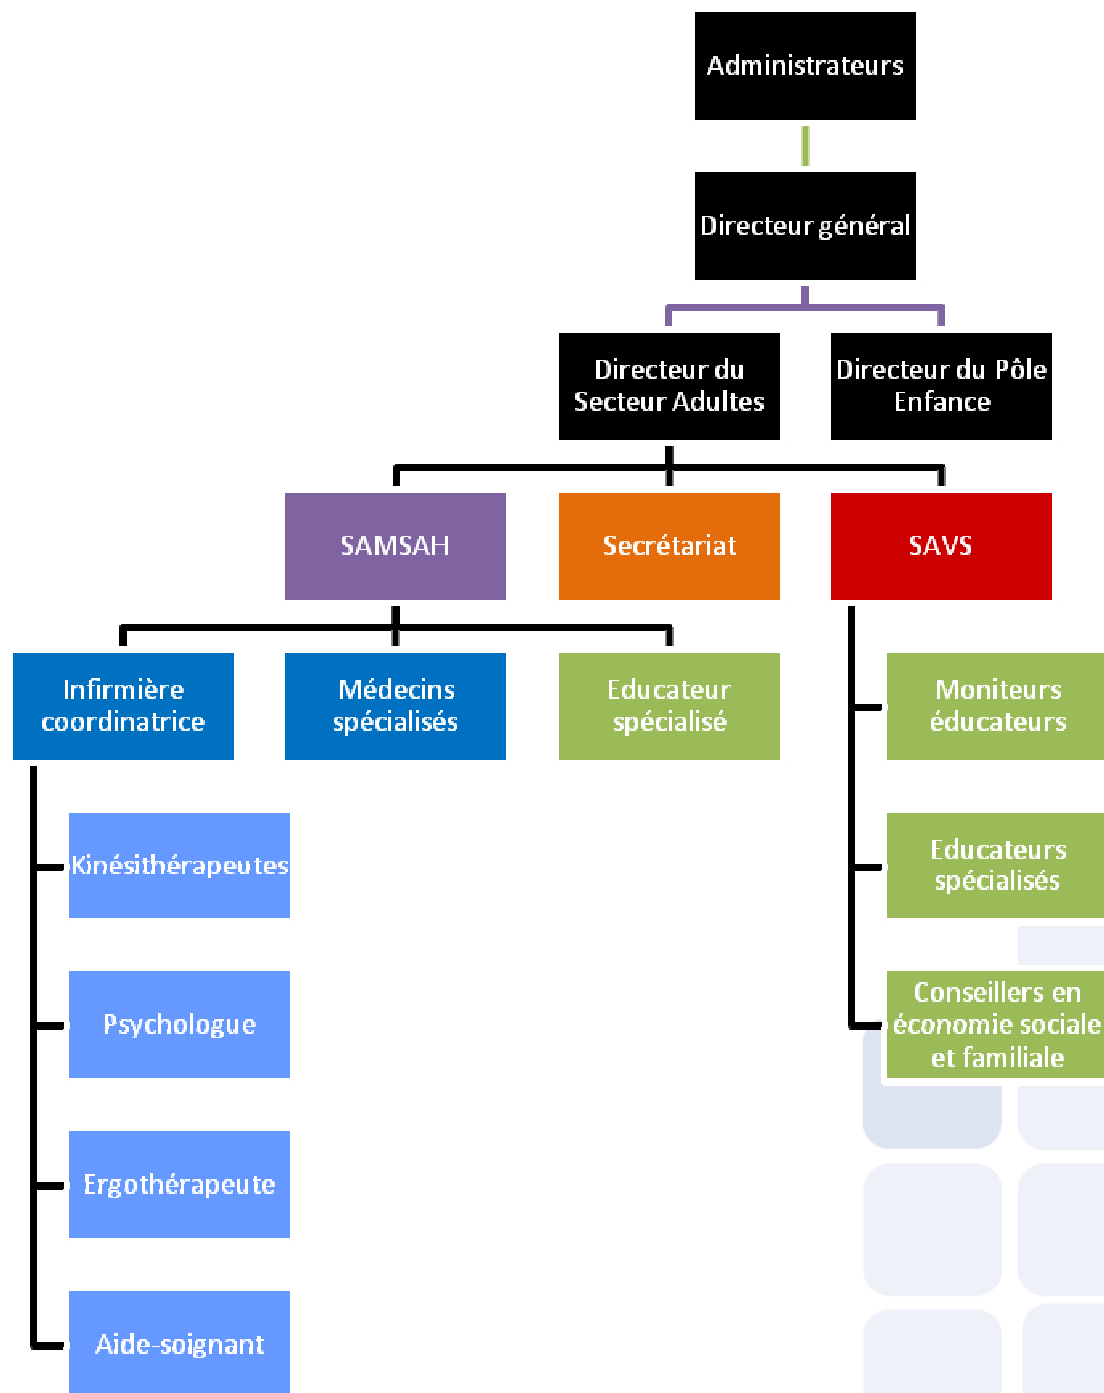 Administrateurs
Directeur général
Directeur du
Secteur Adultes
Directeur du Pôle
Enfance
SAMSAH
Secrétariat
SAVS
Infirmière
coordinatrice
Médecins
spécialisés
Educateur
spécialisé
Moniteurs
éducateurs
Kinésithérapeutes
Educateurs
spécialisés
Psychologue
Conseillers en
économie sociale
et familiale
Ergothérapeute
Aide-soignant